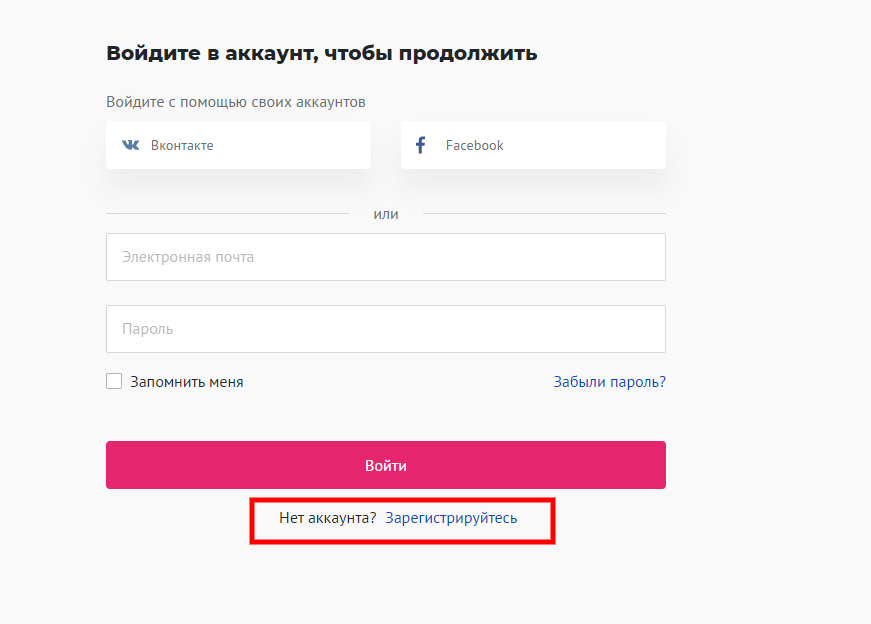 Войдите в аккаунт, чтобы продолжить
Войдите с помощью своих аккаунтов
Вконтакте
Facebook
или
Электронная почта
Пароль
Запомнить меня
Забыли пароль?
Войти
Нет аккаунта? Зарегистрируйтесь